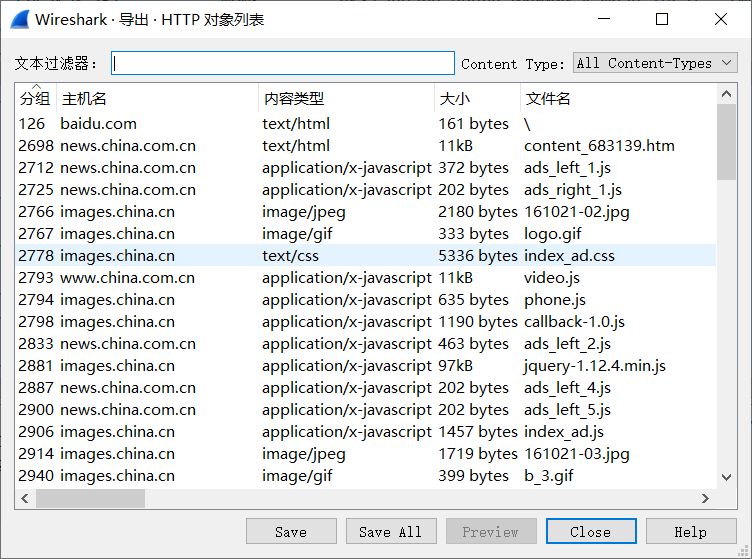 Wireshark · 导出 · HTTP 对象列表
文本过滤器： Content Type: All Content-Types
分组 主机名 内容类型 大小 文件名
126 baidu.com text/html 161 bytes \
2698 news.china.com.cn text/html 11kB content_683139.htm
2712 news.china.com.cn application/x-javascript 372 bytes ads_left_1.js
2725 news.china.com.cn application/x-javascript 202 bytes ads_right_1.js
2766 images.china.cn image/jpeg 2180 bytes 161021-02.jpg
2767 images.china.cn image/gif 333 bytes logo.gif
2778 images.china.cn text/css 5336 bytes index_ad.css
2793 www.china.com.cn application/x-javascript 11kB video.js
2794 images.china.cn application/x-javascript 635 bytes phone.js
2798 images.china.cn application/x-javascript 1190 bytes callback-1.0.js
2833 news.china.com.cn application/x-javascript 463 bytes ads_left_2.js
2881 images.china.cn application/x-javascript 97kB jquery-1.12.4.min.js
2887 news.china.com.cn application/x-javascript 202 bytes ads_left_4.js
2900 news.china.com.cn application/x-javascript 202 bytes ads_left_5.js
2906 images.china.cn application/x-javascript 1457 bytes index_ad.js
2914 images.china.cn image/jpeg 1719 bytes 161021-03.jpg
2940 images.china.cn image/gif 399 bytes b_3.gif
Save Save All Preview Close Help